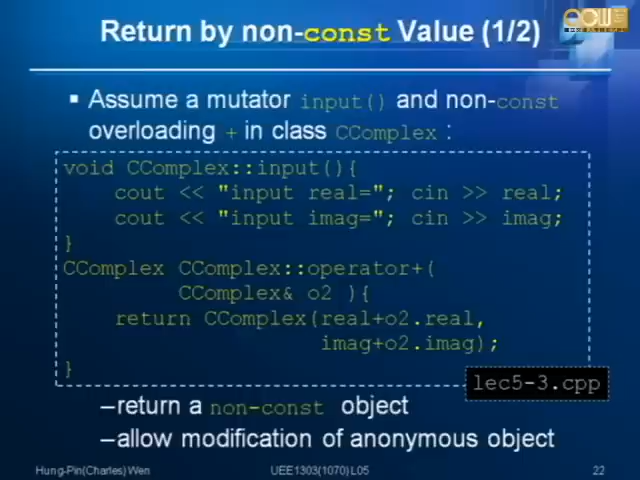 Return by non-const Value (1/2)
▪ Assume a mutator input() and non-const
overloading + in class CComplex :
void CComplex::input(){
cout << "input real="; cin >> real;
cout << "input imag="; cin >> imag;
}
CComplex CComplex::operator+(
CComplex& o2 ){
return CComplex(real+o2.real,
imag+o2.imag);
}
lec5-3.cpp
–return a non-const object
–allow modification of anonymous object
Hung-Pin(Charles) Wen
UEE1303(1070) L05
22